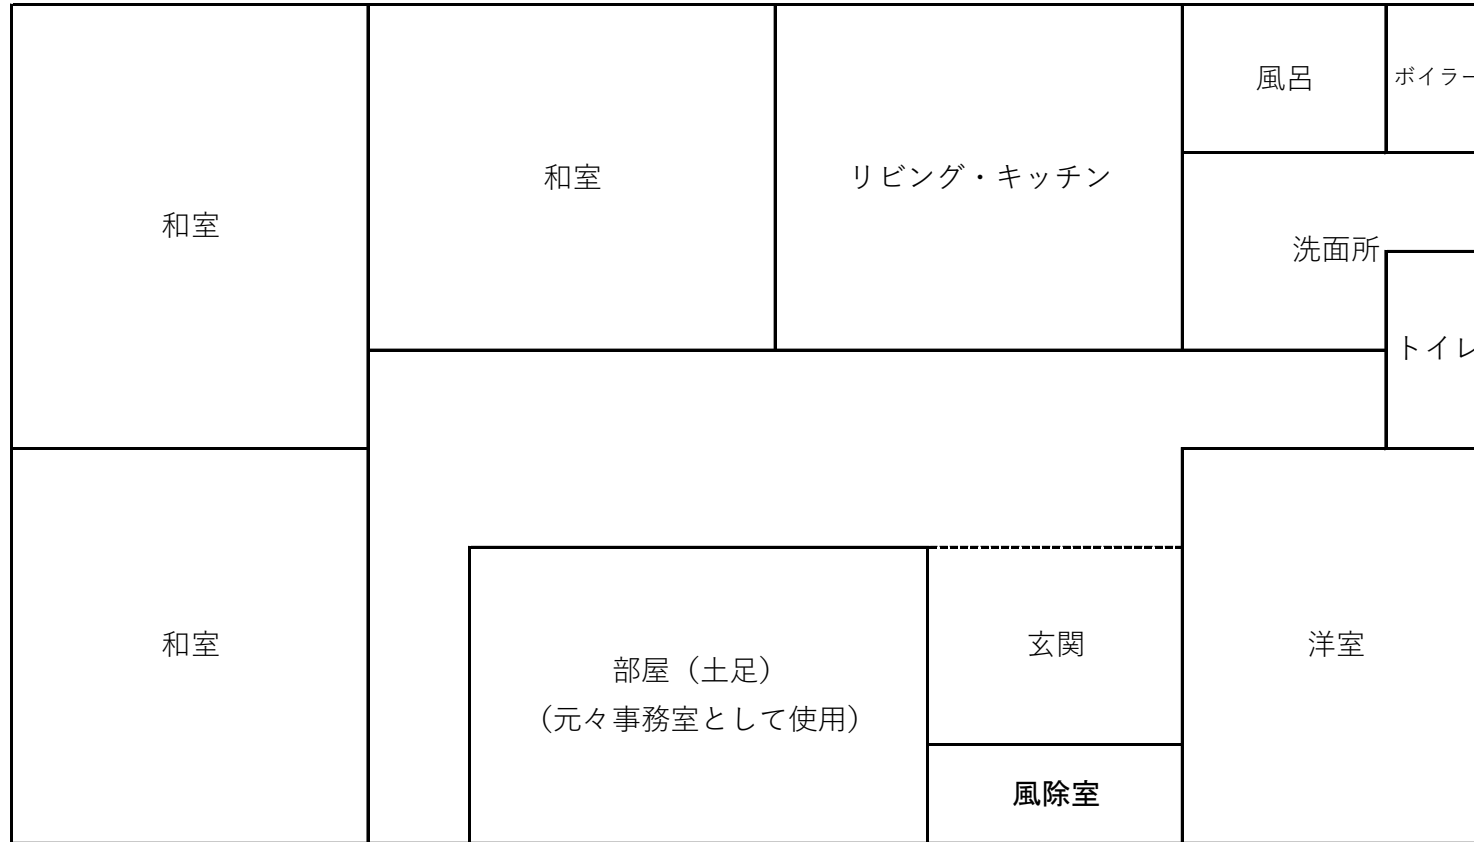 風呂
ボイラー
和室
リビング・キッチン
和室
洗面所
トイレ
和室
部屋（土足）
（元々事務室として使用）
玄関
洋室
風除室